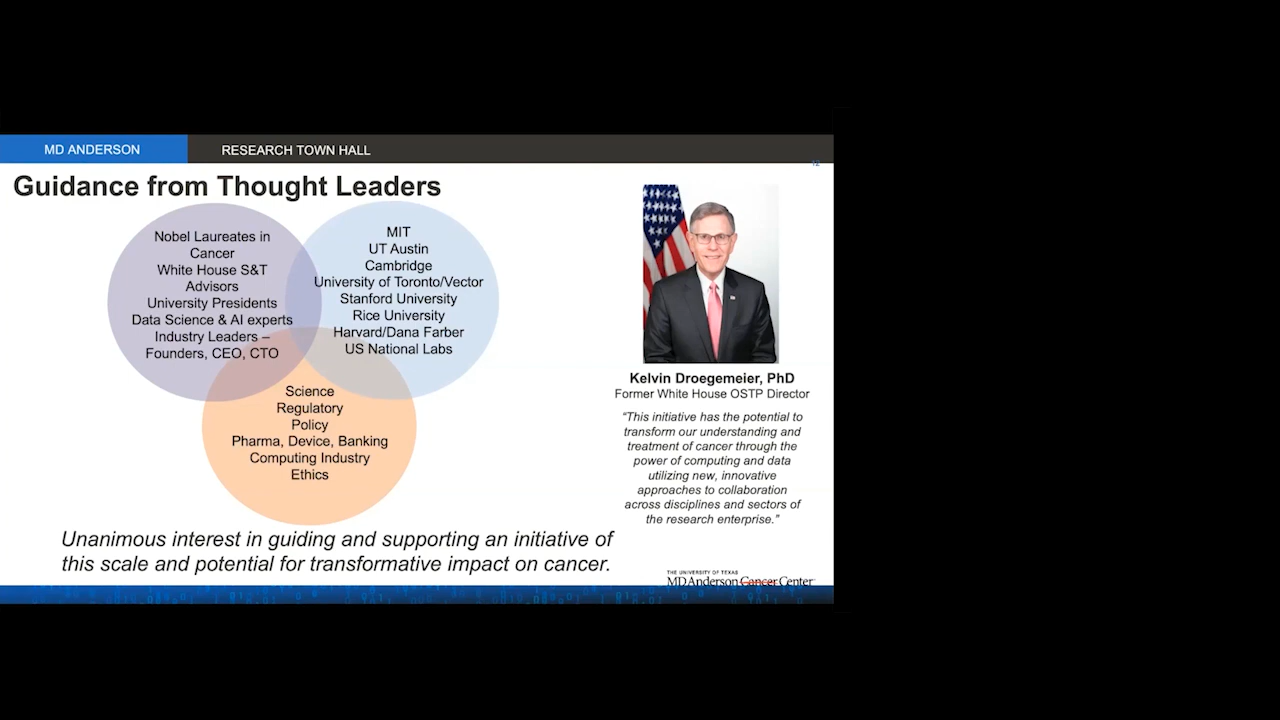 MD ANDERSON
RESEARCH TOWN HALL
12
Guidance from Thought Leaders
Nobel Laureates in
Cancer
White House S&T
Advisors
University Presidents
Data Science & AI experts
Industry Leaders –
Founders, CEO, CTO
MIT
UT Austin
Cambridge
University of Toronto/Vector
Stanford University
Rice University
Harvard/Dana Farber
US National Labs
Science
Regulatory
Policy
Pharma, Device, Banking
Computing Industry
Ethics
Kelvin Droegemeier, PhD
Former White House OSTP Director
“This initiative has the potential to
transform our understanding and
treatment of cancer through the
power of computing and data
utilizing new, innovative
approaches to collaboration
across disciplines and sectors of
the research enterprise.”
Unanimous interest in guiding and supporting an initiative of
this scale and potential for transformative impact on cancer.
THE UNIVERSITY OF TEXAS
MD Anderson Cancer Center